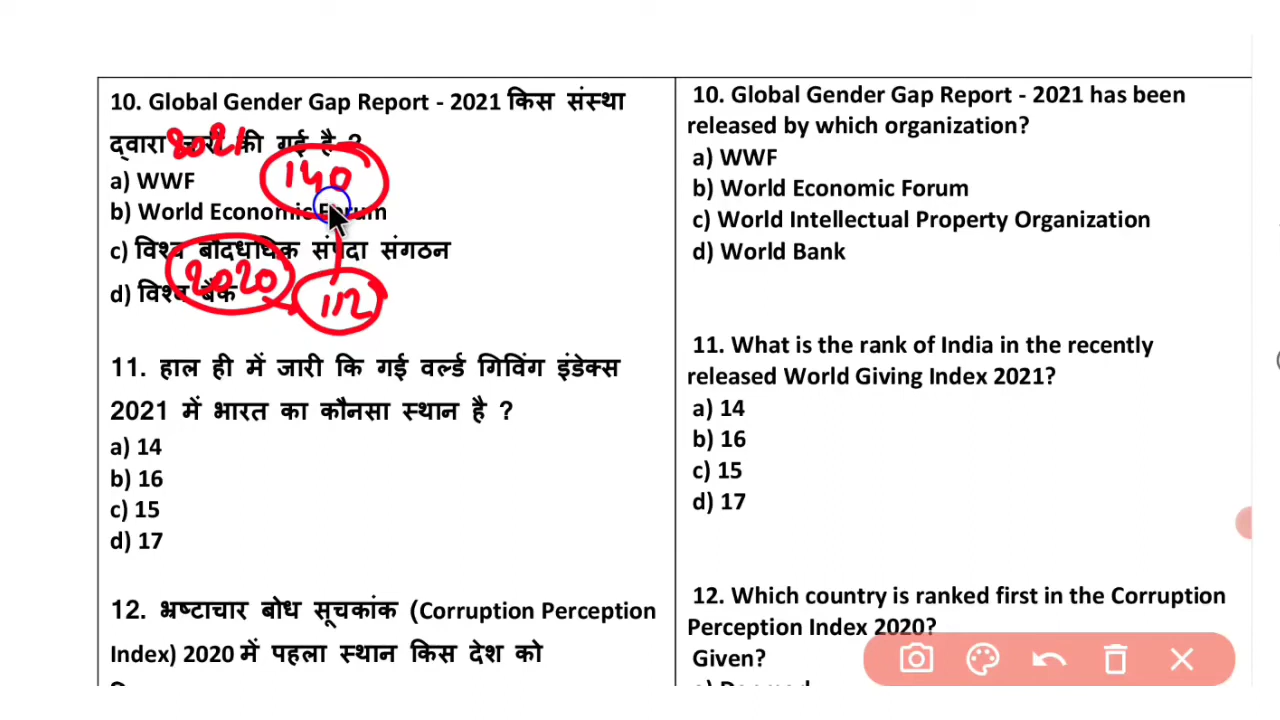 10. Global Gender Gap Report - 2021 किस संस्था
द्वारा जारी की गई है ?
2021
140
a) WWF
b) World Economic Forum
c) विश्व बौद्धिक संपदा संगठन
2020
112
d) विश्व बैंक
11. हाल ही में जारी कि गई वर्ल्ड गिविंग इंडेक्स
2021 में भारत का कौनसा स्थान है ?
a) 14
b) 16
c) 15
d) 17
12. भ्रष्टाचार बोध सूचकांक (Corruption Perception
Index) 2020 में पहला स्थान किस देश को
10. Global Gender Gap Report - 2021 has been
released by which organization?
a) WWF
b) World Economic Forum
c) World Intellectual Property Organization
d) World Bank
11. What is the rank of India in the recently
released World Giving Index 2021?
a) 14
b) 16
c) 15
d) 17
12. Which country is ranked first in the Corruption
Perception Index 2020?
Given?